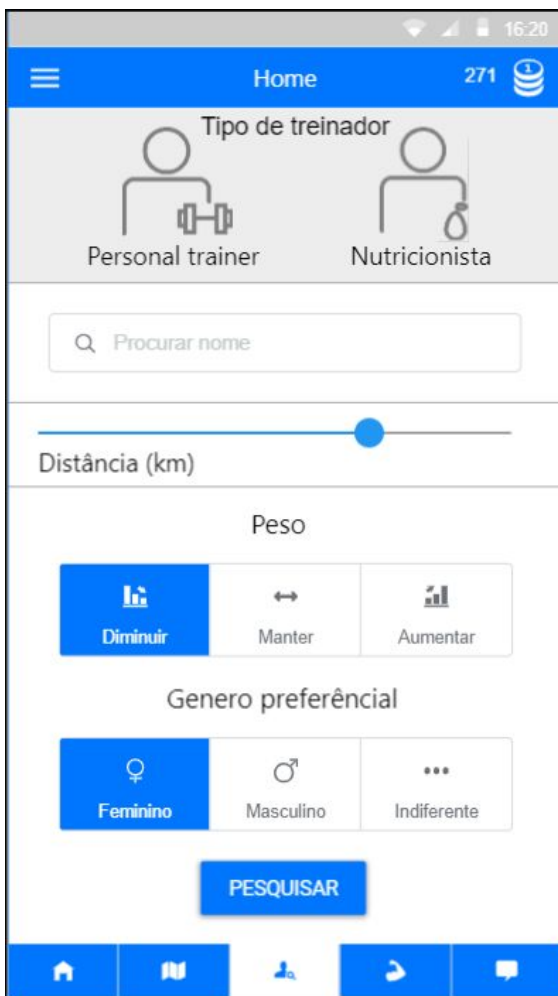 16:20
Home
271
1
Tipo de treinador
Personal trainer
Nutricionista
Procurar nome
Distância (km)
Peso
Diminuir
Manter
Aumentar
Genero preferêncial
Feminino
Masculino
Indiferente
PESQUISAR